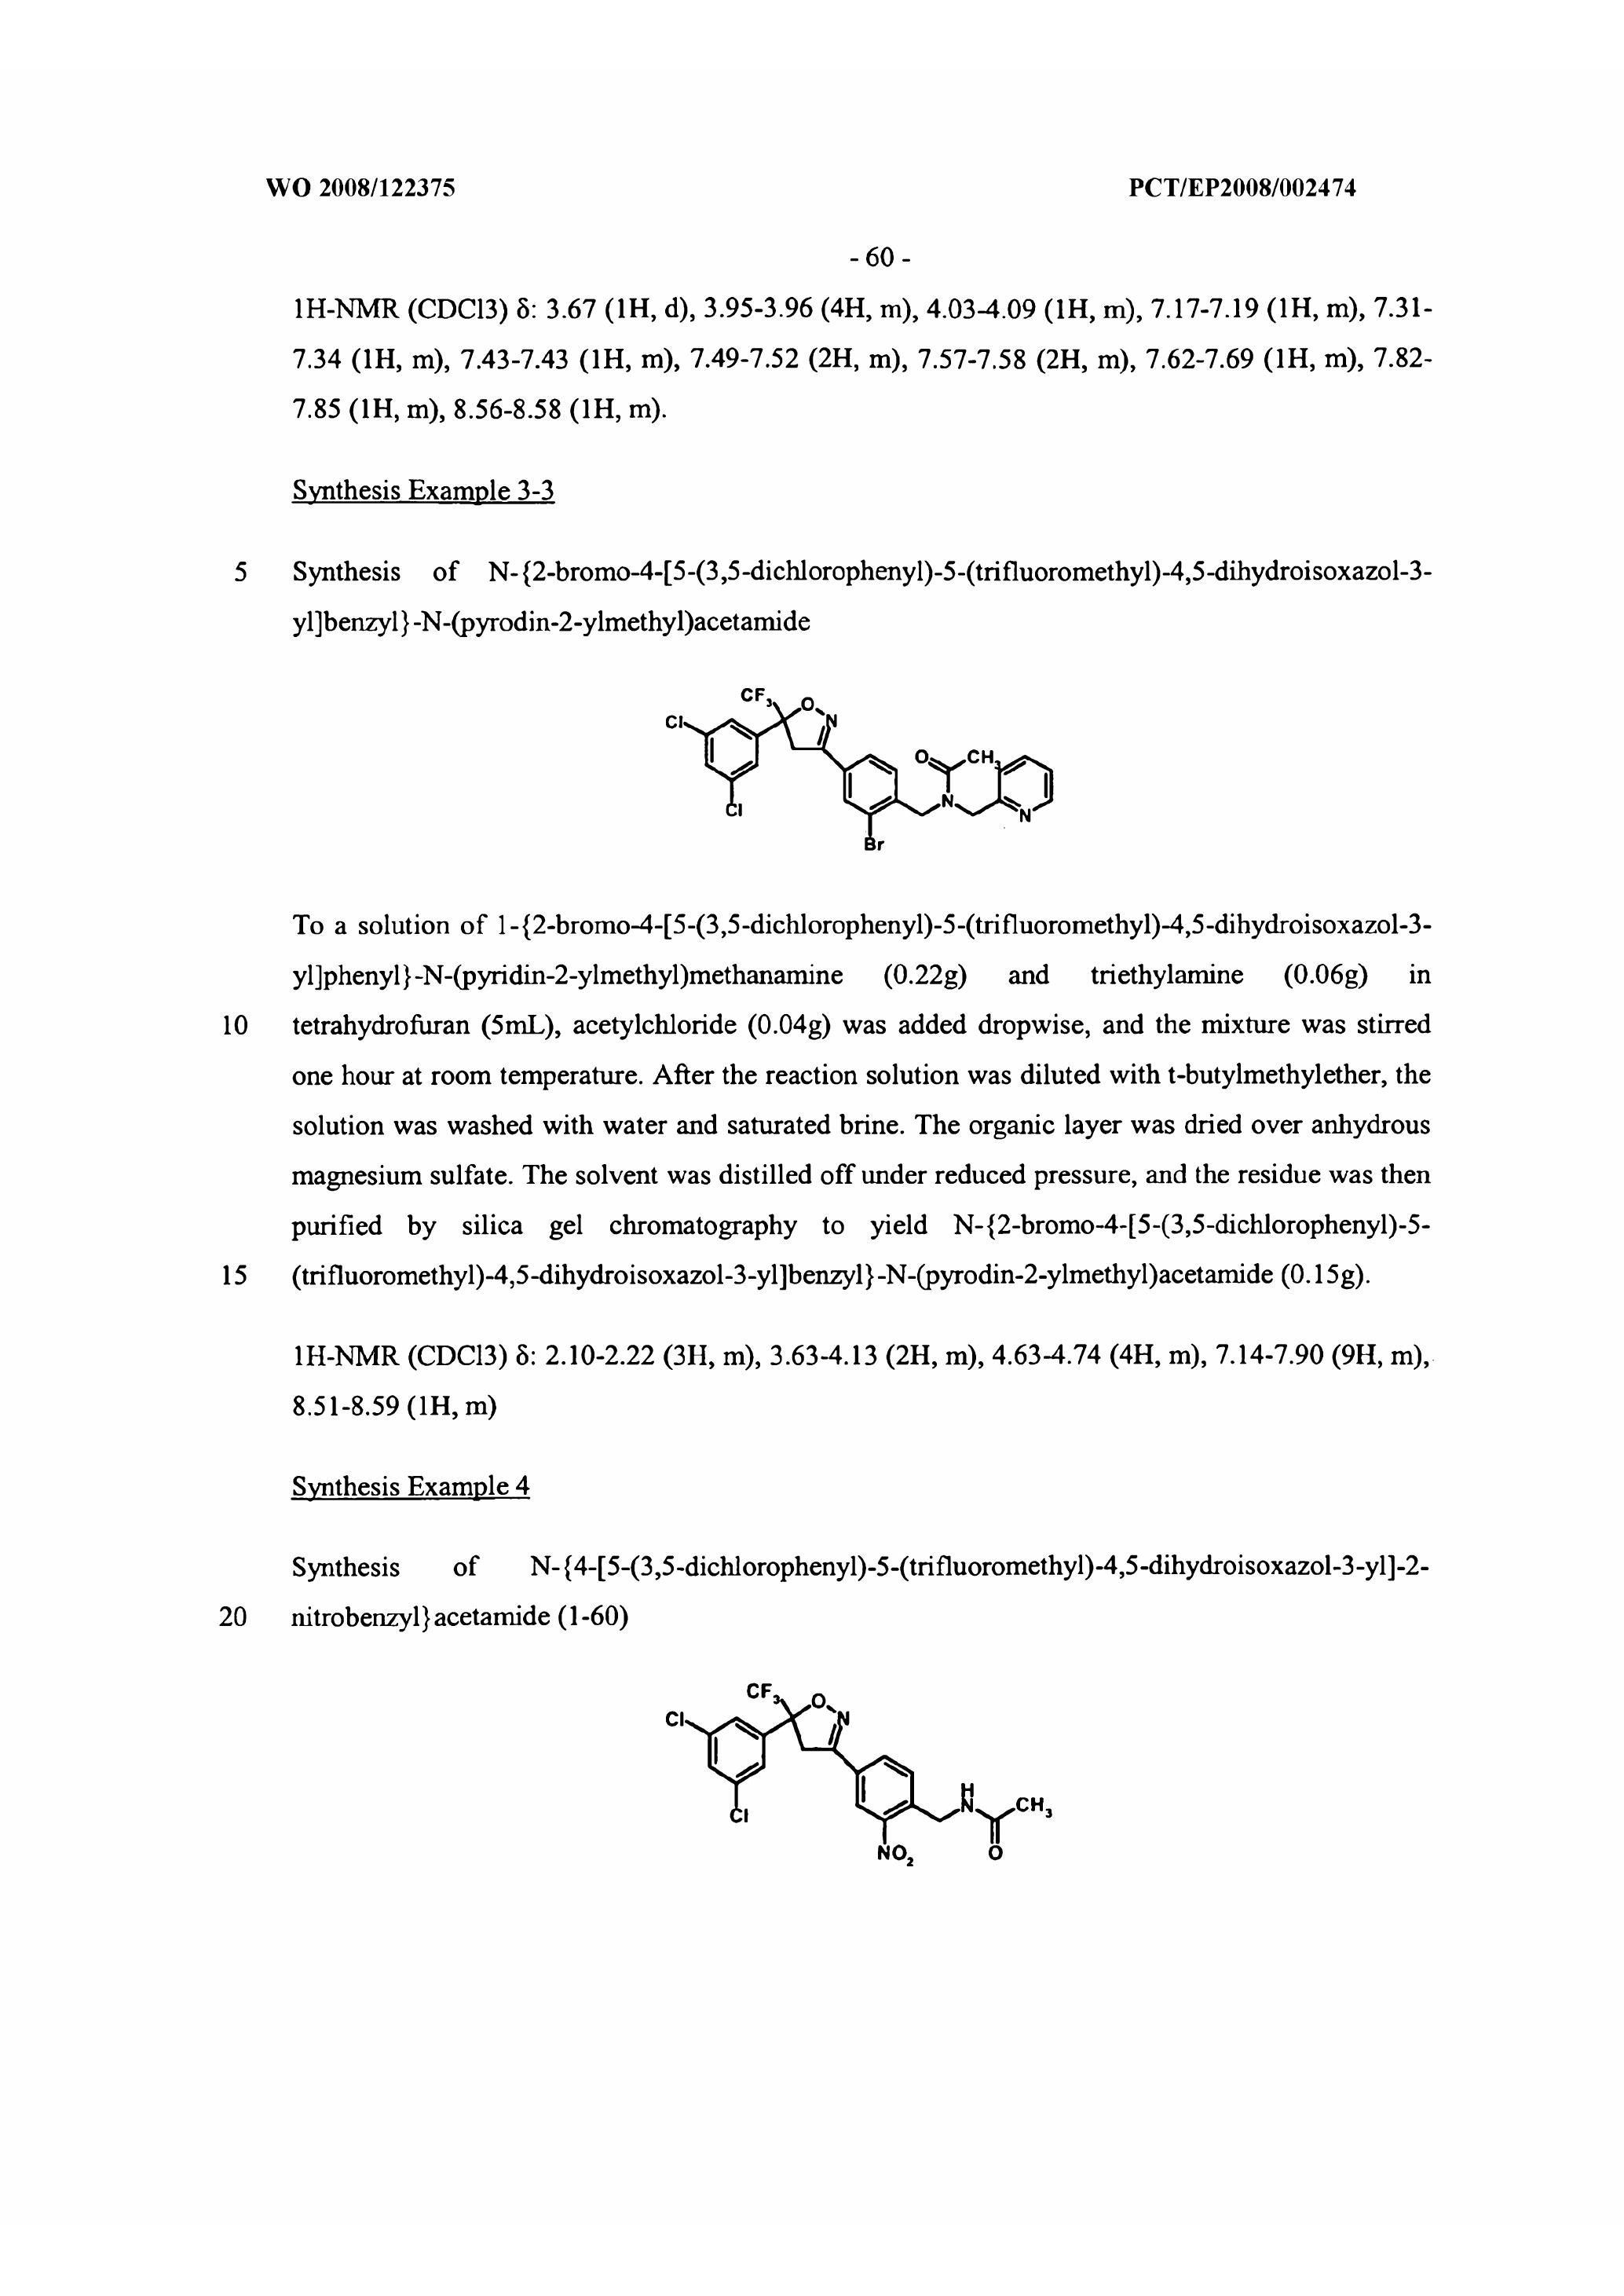 WO 2008/122375 PCT/EP2008/002474
- 60 -
1H-NMR (CDCl3) δ: 3.67 (1H, d), 3.95-3.96 (4H, m), 4.03-4.09 (1H, m), 7.17-7.19 (1H, m), 7.31-
7.34 (1H, m), 7.43-7.43 (1H, m), 7.49-7.52 (2H, m), 7.57-7.58 (2H, m), 7.62-7.69 (1H, m), 7.82-
7.85 (1H, m), 8.56-8.58 (1H, m).
Synthesis Example 3-3
5 Synthesis of N-{2-bromo-4-[5-(3,5-dichlorophenyl)-5-(trifluoromethyl)-4,5-dihydroisoxazol-3-
yl]benzyl}-N-(pyrodin-2-ylmethyl)acetamide
CF3 O N
Cl
O CH3
Cl N N
Br
To a solution of 1-{2-bromo-4-[5-(3,5-dichlorophenyl)-5-(trifluoromethyl)-4,5-dihydroisoxazol-3-
yl]phenyl}-N-(pyridin-2-ylmethyl)methanamine (0.22g) and triethylamine (0.06g) in
10 tetrahydrofuran (5mL), acetylchloride (0.04g) was added dropwise, and the mixture was stirred
one hour at room temperature. After the reaction solution was diluted with t-butylmethylether, the
solution was washed with water and saturated brine. The organic layer was dried over anhydrous
magnesium sulfate. The solvent was distilled off under reduced pressure, and the residue was then
purified by silica gel chromatography to yield N-{2-bromo-4-[5-(3,5-dichlorophenyl)-5-
15 (trifluoromethyl)-4,5-dihydroisoxazol-3-yl]benzyl}-N-(pyrodin-2-ylmethyl)acetamide (0.15g).
1H-NMR (CDCl3) δ: 2.10-2.22 (3H, m), 3.63-4.13 (2H, m), 4.63-4.74 (4H, m), 7.14-7.90 (9H, m),
8.51-8.59 (1H, m)
Synthesis Example 4
Synthesis of N-{4-[5-(3,5-dichlorophenyl)-5-(trifluoromethyl)-4,5-dihydroisoxazol-3-yl]-2-
20 nitrobenzyl}acetamide (1-60)
CF3 O N
Cl
H
Cl N CH3
NO2 O